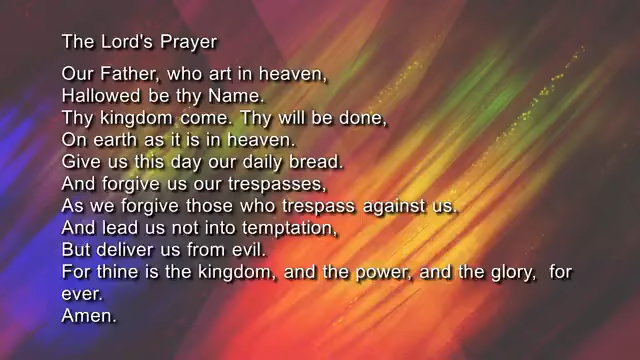 The Lord's Prayer
Our Father, who art in heaven,
Hallowed be thy Name.
Thy kingdom come. Thy will be done,
On earth as it is in heaven.
Give us this day our daily bread.
And forgive us our trespasses,
As we forgive those who trespass against us.
And lead us not into temptation,
But deliver us from evil.
For thine is the kingdom, and the power, and the glory,  for
ever.
Amen.